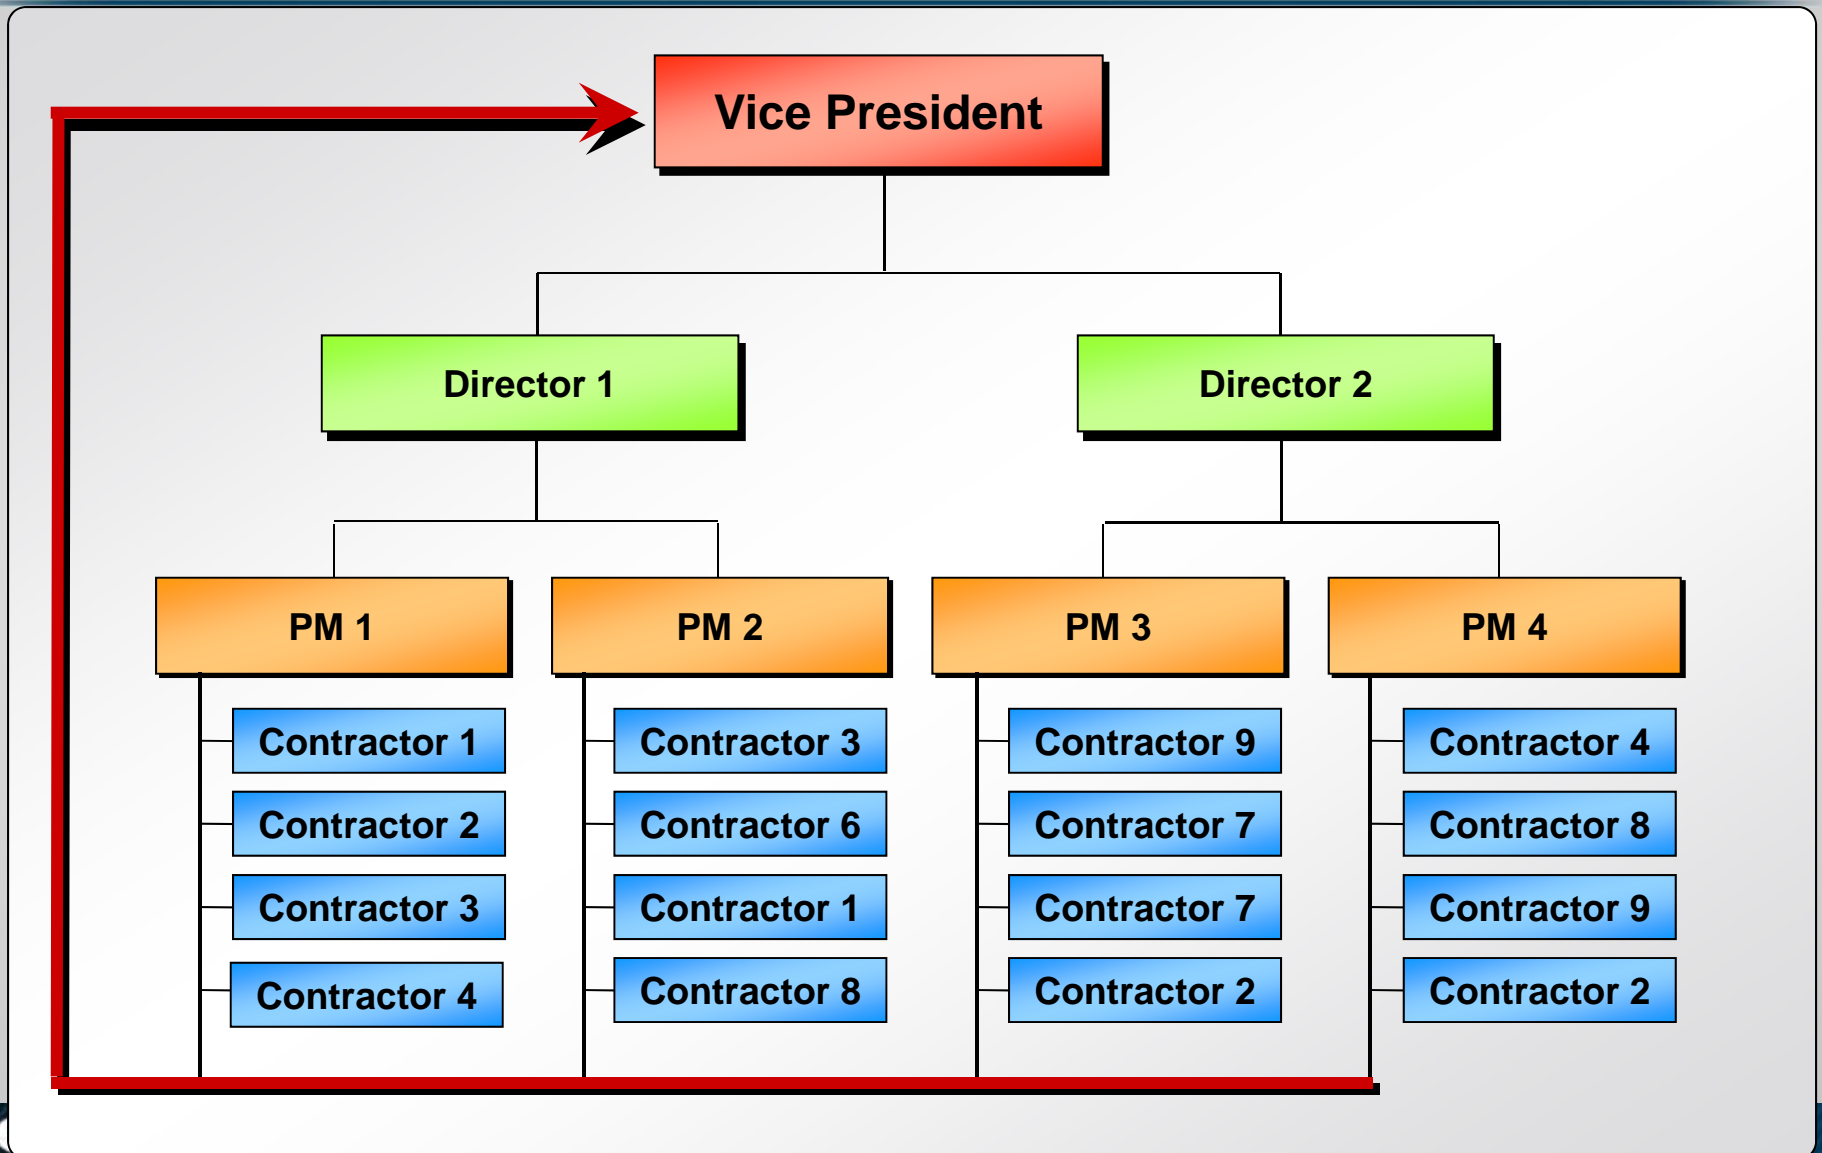 Vice President
Director 1
Director 2
PM 1
PM 2
PM 3
PM 4
Contractor 1
Contractor 2
Contractor 3
Contractor 4
Contractor 3
Contractor 6
Contractor 1
Contractor 8
Contractor 9
Contractor 7
Contractor 7
Contractor 2
Contractor 4
Contractor 8
Contractor 9
Contractor 2